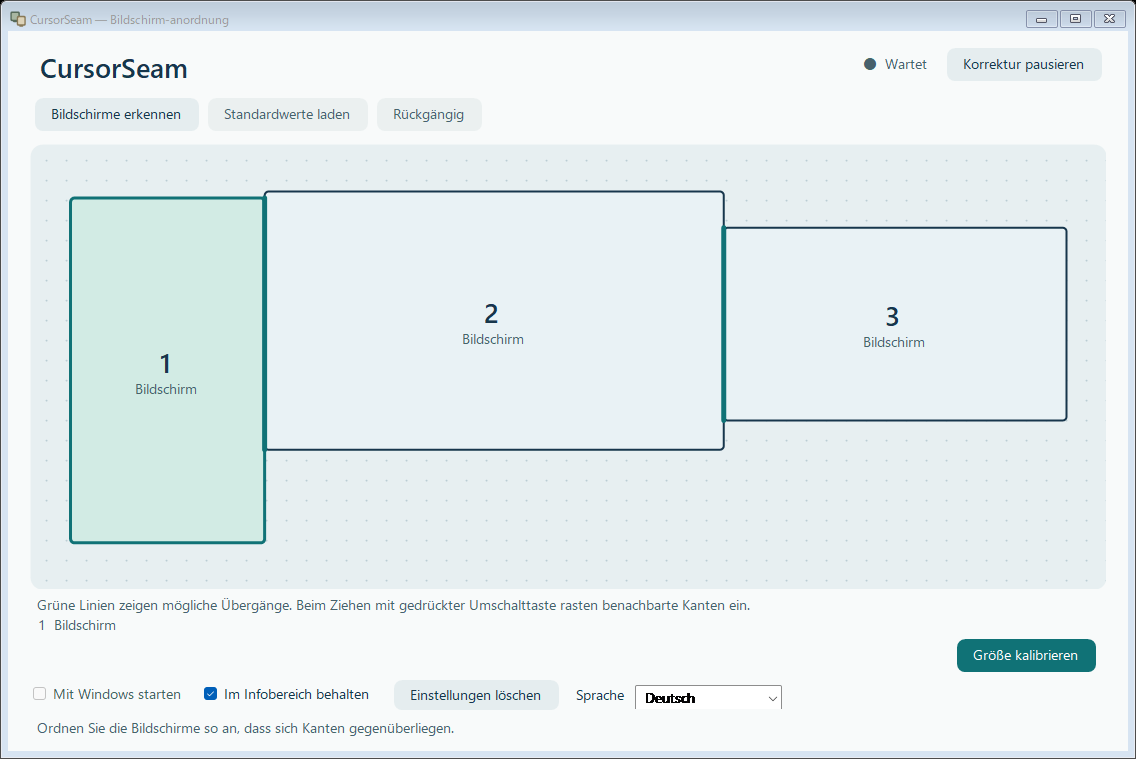 CursorSeam — Bildschirm-anordnung
CursorSeam
Wartet
Korrektur pausieren
Bildschirme erkennen
Standardwerte laden
Rückgängig
1
Bildschirm
2
Bildschirm
3
Bildschirm
Grüne Linien zeigen mögliche Übergänge. Beim Ziehen mit gedrückter Umschalttaste rasten benachbarte Kanten ein.
1 Bildschirm
Größe kalibrieren
Mit Windows starten
Im Infobereich behalten
Einstellungen löschen
Sprache
Deutsch
Ordnen Sie die Bildschirme so an, dass sich Kanten gegenüberliegen.